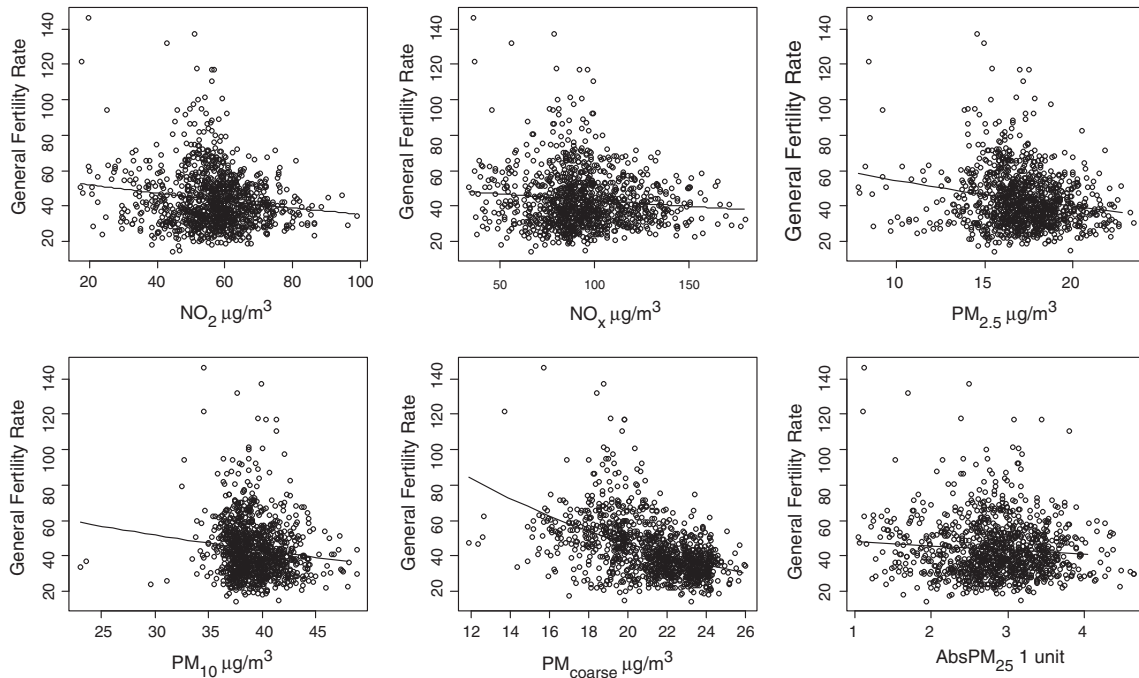 General Fertility Rate
20 40 60 80 100 120 140
20 40 60 80 100
NO2 µg/m3
General Fertility Rate
20 40 60 80 100 120 140
50 100 150
NOx µg/m3
General Fertility Rate
20 40 60 80 100 120 140
10 15 20
PM2.5 µg/m3
General Fertility Rate
20 40 60 80 100 120 140
25 30 35 40 45
PM10 µg/m3
General Fertility Rate
20 40 60 80 100 120 140
12 14 16 18 20 22 24 26
PMcoarse µg/m3
General Fertility Rate
20 40 60 80 100 120 140
1 2 3 4
AbsPM25 1 unit